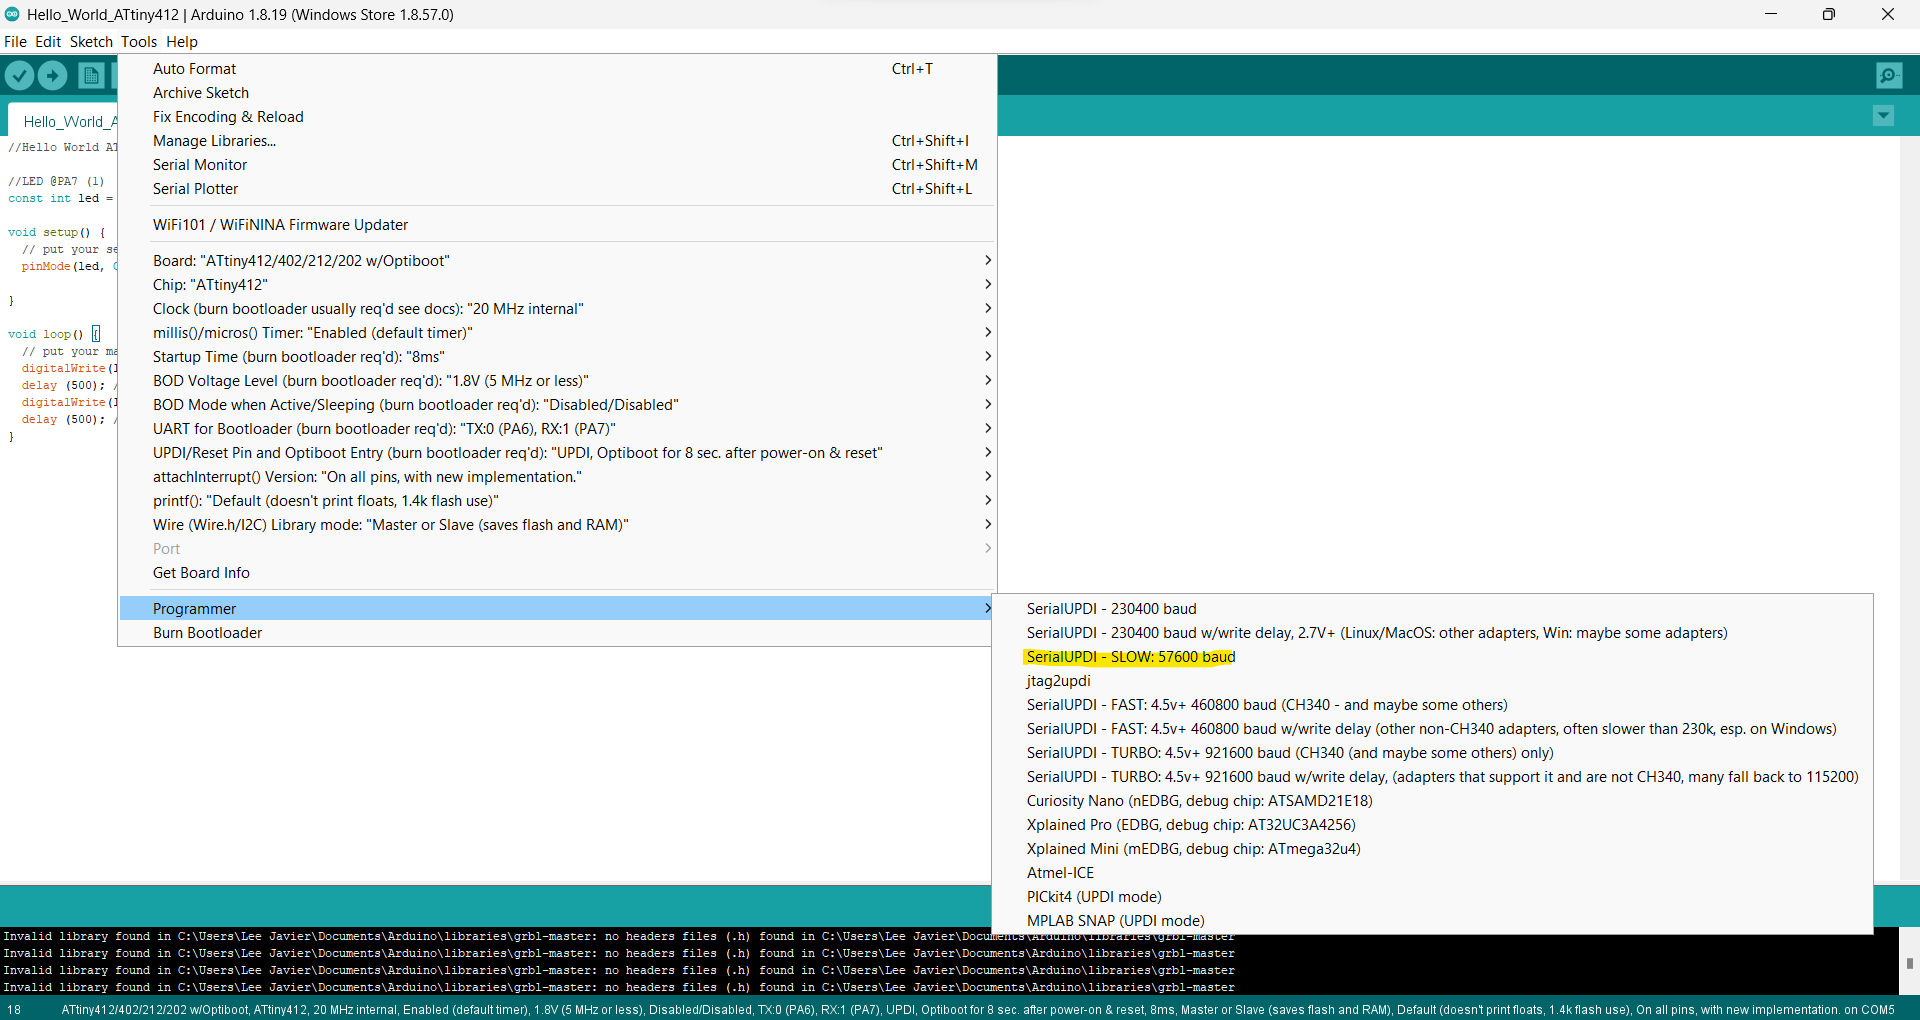 Hello_World_ATtiny412 | Arduino 1.8.19 (Windows Store 1.8.57.0)
File Edit Sketch Tools Help
Hello_World_A
//Hello World AT
//LED @PA7 (1)
const int led =
void setup() {
// put your se
pinMode(led,
}
void loop() {
// put your ma
digitalWrite(
delay (500); /
digitalWrite(
delay (500); /
}
Auto Format Ctrl+T
Archive Sketch
Fix Encoding & Reload
Manage Libraries... Ctrl+Shift+I
Serial Monitor Ctrl+Shift+M
Serial Plotter Ctrl+Shift+L
WiFi101 / WiFiNINA Firmware Updater
Board: "ATtiny412/402/212/202 w/Optiboot"
Chip: "ATtiny412"
Clock (burn bootloader usually req'd see docs): "20 MHz internal"
millis()/micros() Timer: "Enabled (default timer)"
Startup Time (burn bootloader req'd): "8ms"
BOD Voltage Level (burn bootloader req'd): "1.8V (5 MHz or less)"
BOD Mode when Active/Sleeping (burn bootloader req'd): "Disabled/Disabled"
UART for Bootloader (burn bootloader req'd): "TX:0 (PA6), RX:1 (PA7)"
UPDI/Reset Pin and Optiboot Entry (burn bootloader req'd): "UPDI, Optiboot for 8 sec. after power-on & reset"
attachInterrupt() Version: "On all pins, with new implementation."
printf(): "Default (doesn't print floats, 1.4k flash use)"
Wire (Wire.h/I2C) Library mode: "Master or Slave (saves flash and RAM)"
Port
Get Board Info
Programmer
Burn Bootloader
SerialUPDI - 230400 baud
SerialUPDI - 230400 baud w/write delay, 2.7V+ (Linux/MacOS: other adapters, Win: maybe some adapters)
SerialUPDI - SLOW: 57600 baud
jtag2updi
SerialUPDI - FAST: 4.5v+ 460800 baud (CH340 - and maybe some others)
SerialUPDI - FAST: 4.5v+ 460800 baud w/write delay (other non-CH340 adapters, often slower than 230k, esp. on Windows)
SerialUPDI - TURBO: 4.5v+ 921600 baud (CH340 (and maybe some others) only)
SerialUPDI - TURBO: 4.5v+ 921600 baud w/write delay, (adapters that support it and are not CH340, many fall back to 115200)
Curiosity Nano (nEDBG, debug chip: ATSAMD21E18)
Xplained Pro (EDBG, debug chip: AT32UC3A4256)
Xplained Mini (mEDBG, debug chip: ATmega32u4)
Atmel-ICE
PICkit4 (UPDI mode)
MPLAB SNAP (UPDI mode)
Invalid library found in C:\Users\Lee Javier\Documents\Arduino\libraries\grbl-master: no headers files (.h) found in C:\Users\Lee Javier\Documents\Arduino\libraries\grbl-master
Invalid library found in C:\Users\Lee Javier\Documents\Arduino\libraries\grbl-master: no headers files (.h) found in C:\Users\Lee Javier\Documents\Arduino\libraries\grbl-master
Invalid library found in C:\Users\Lee Javier\Documents\Arduino\libraries\grbl-master: no headers files (.h) found in C:\Users\Lee Javier\Documents\Arduino\libraries\grbl-master
Invalid library found in C:\Users\Lee Javier\Documents\Arduino\libraries\grbl-master: no headers files (.h) found in C:\Users\Lee Javier\Documents\Arduino\libraries\grbl-master
18 ATtiny412/402/212/202 w/Optiboot, ATtiny412, 20 MHz internal, Enabled (default timer), 1.8V (5 MHz or less), Disabled/Disabled, TX:0 (PA6), RX:1 (PA7), UPDI, Optiboot for 8 sec. after power-on & reset, 8ms, Master or Slave (saves flash and RAM), Default (doesn't print floats, 1.4k flash use), On all pins, with new implementation. on COM5